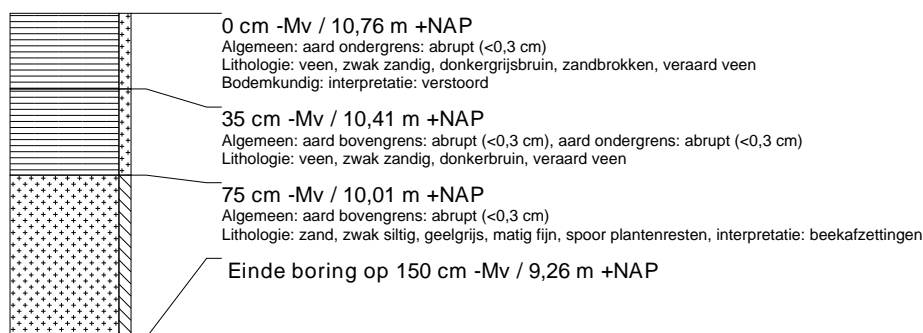 0 cm -Mv / 10,76 m +NAP
Algemeen: aard ondergrens: abrupt (<0,3 cm)
Lithologie: veen, zwak zandig, donkergrijsbruin, zandbrokken, veraard veen
Bodemkundig: interpretatie: verstoord
35 cm -Mv / 10,41 m +NAP
Algemeen: aard bovengrens: abrupt (<0,3 cm), aard ondergrens: abrupt (<0,3 cm)
Lithologie: veen, zwak zandig, donkerbruin, veraard veen
75 cm -Mv / 10,01 m +NAP
Algemeen: aard bovengrens: abrupt (<0,3 cm)
Lithologie: zand, zwak siltig, geelgrijs, matig fijn, spoor plantenresten, interpretatie: beekafzettingen
Einde boring op 150 cm -Mv / 9,26 m +NAP